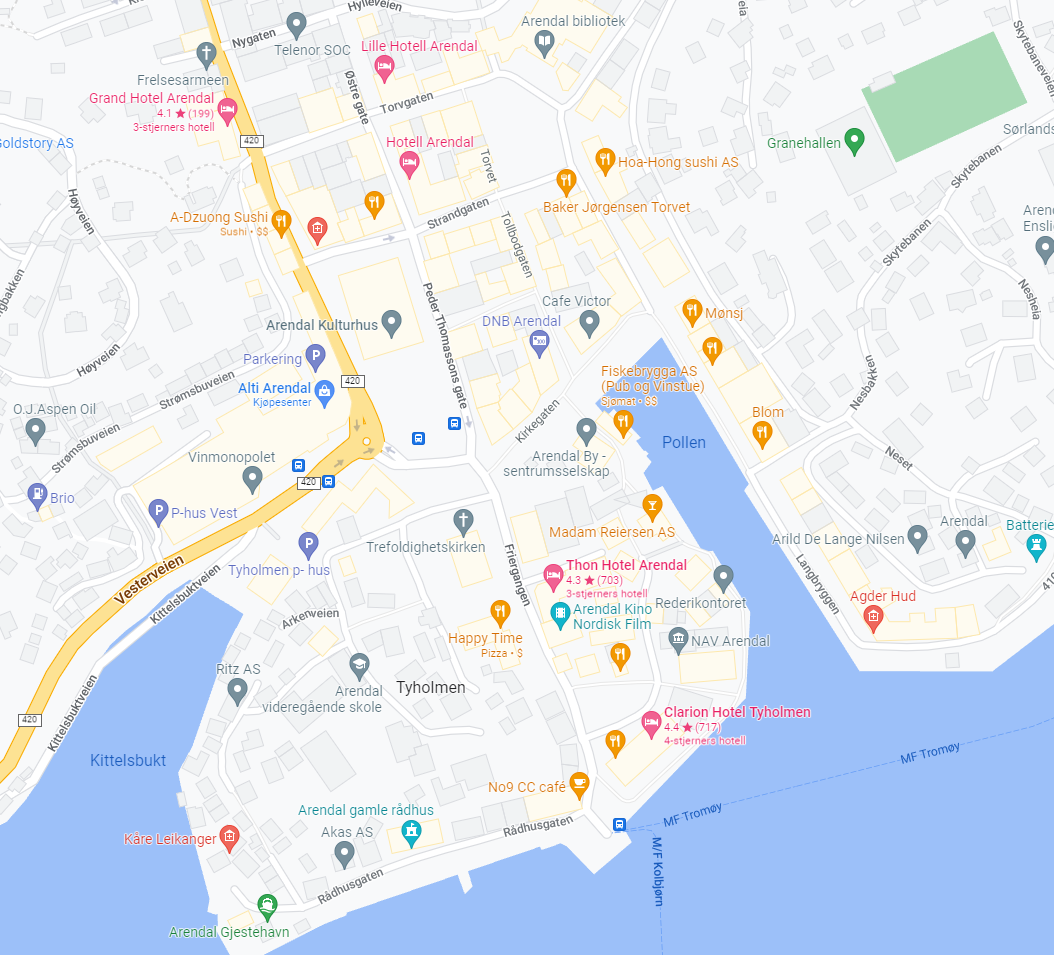 Hylleveien
Nygaten
Telenor SOC
Arendal bibliotek
Lille Hotell Arendal
Frelsesarmeen
Østre gate
Torvgaten
Grand Hotel Arendal
4.1 ★ (199)
3-stjerners hotell
420
Goldstory AS
Hotell Arendal
Torvet
Hoa-Hong sushi AS
Granehallen
Skytebaneveien
Sørlands
Skytebanen
Høyveien
A-Dzuong Sushi
Sushi • $$
Strandgaten
Baker Jørgensen Torvet
Tollbodgaten
Skytebanen
Aren
Ensli
Nesheia
Peder Thomassons gate
Cafe Victor
DNB Arendal
Mønsj
Arendal Kulturhus
Parkering
Høyveien
Strømsbuveien
Alti Arendal
Kjøpesenter
420
Fiskebrygga AS
(Pub og Vinstue)
Sjømat • $$
Nesbakken
O.J.Aspen Oil
Strømsbuveien
Kirkegaten
Blom
Pollen
Vinmonopolet
Arendal By -
sentrumsselskap
Neset
420
Brio
P-hus Vest
Madam Reiersen AS
Arendal
Arild De Lange Nilsen
Batterie
Trefoldighetskirken
Tyholmen p- hus
Vesterveien
Kittelsbuktveien
Friergangen
Thon Hotel Arendal
4.3 ★ (703)
3-stjerners hotell
Langbryggen
410
Arendal Kino
Nordisk Film
Rederikontoret
Agder Hud
Arkenveien
Happy Time
Pizza • $
NAV Arendal
Ritz AS
Arendal
videregående skole
Tyholmen
Kittelsbuktveien
420
Clarion Hotel Tyholmen
4.4 ★ (717)
4-stjerners hotell
Kittelsbukt
MF Tromøy
No9 CC café
Arendal gamle rådhus
MF Tromøy
Rådhusgaten
Kåre Leikanger
Akas AS
M/F Kolbjørn
Rådhusgaten
Arendal Gjestehavn